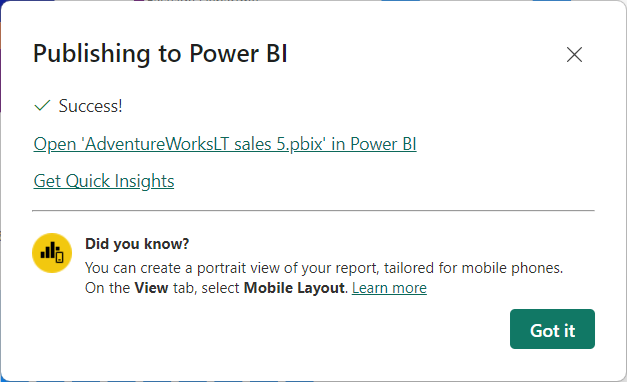 Publishing to Power BI
Success!
Open 'AdventureWorksLT sales 5.pbix' in Power BI
Get Quick Insights
Did you know?
You can create a portrait view of your report, tailored for mobile phones.
On the View tab, select Mobile Layout. Learn more
Got it